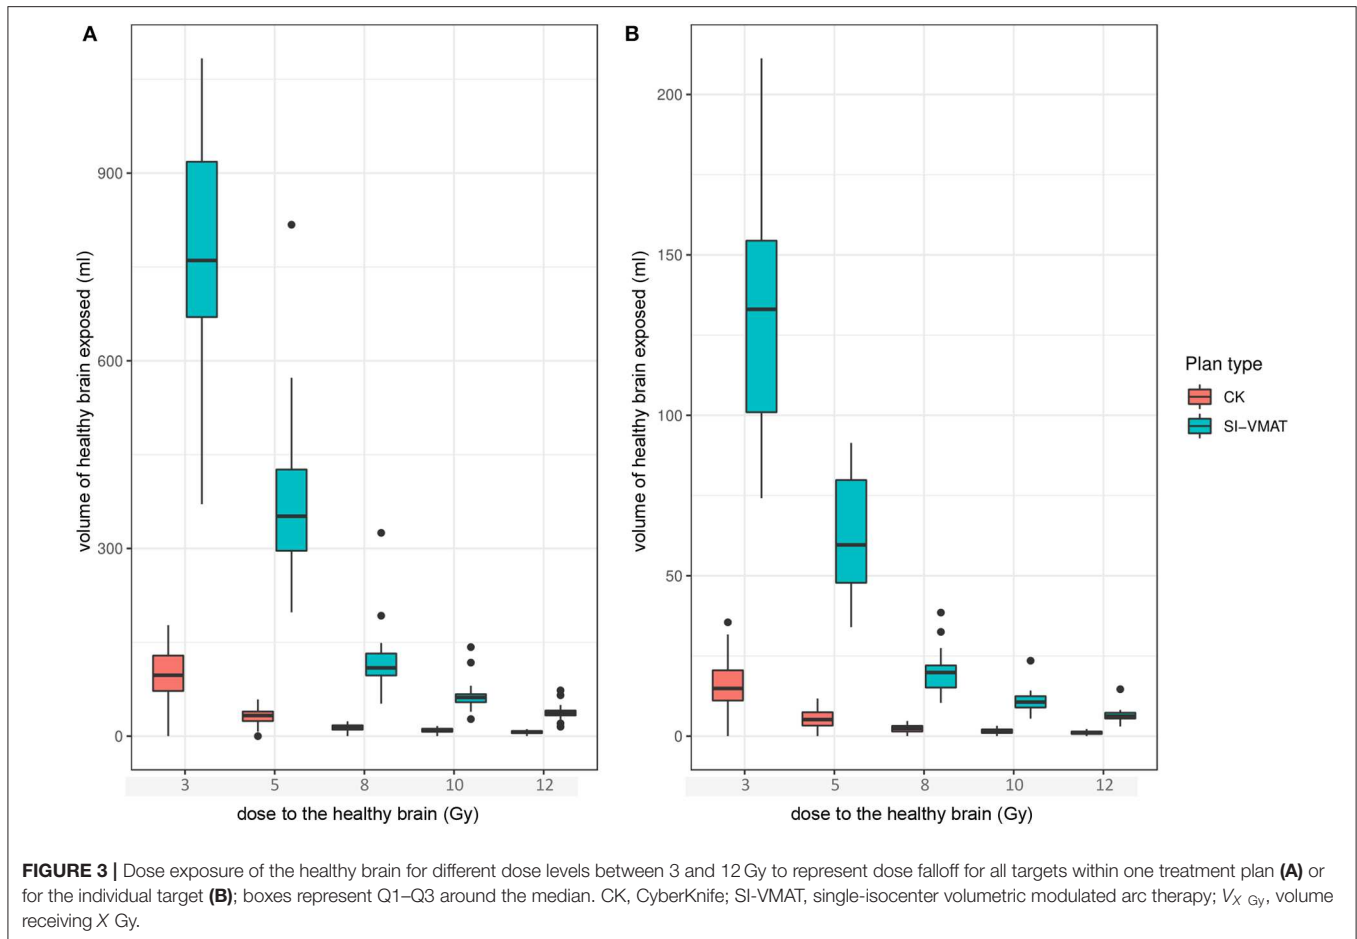 A
B
volume of healthy brain exposed (ml)
900
600
300
0
3 5 8 10 12
dose to the healthy brain (Gy)
volume of healthy brain exposed (ml)
200
150
100
50
0
3 5 8 10 12
dose to the healthy brain (Gy)
Plan type
CK
SI–VMAT
FIGURE 3 | Dose exposure of the healthy brain for different dose levels between 3 and 12 Gy to represent dose falloff for all targets within one treatment plan (A) or
for the individual target (B); boxes represent Q1–Q3 around the median. CK, CyberKnife; SI-VMAT, single-isocenter volumetric modulated arc therapy; VX Gy, volume
receiving X Gy.